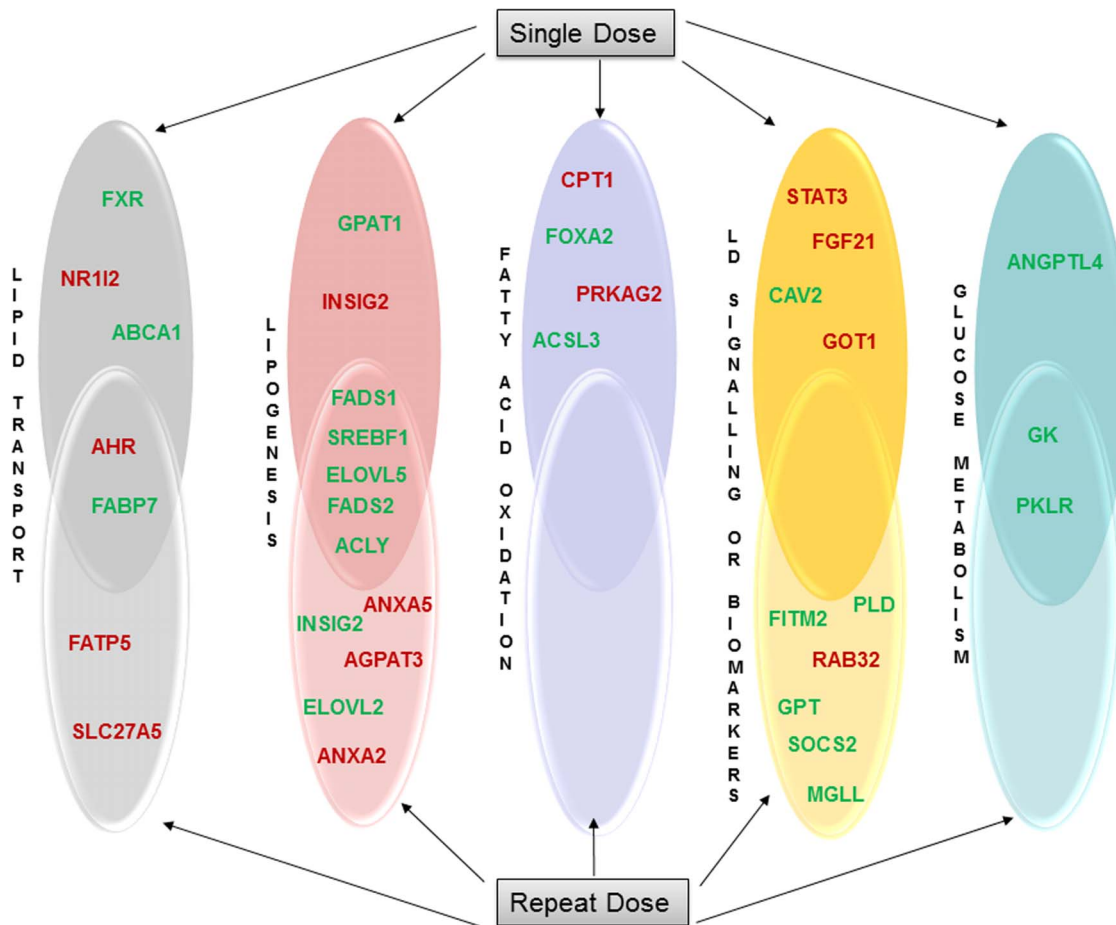 Single Dose
LIPID TRANSPORT
FXR
NR1I2
ABCA1
AHR
FABP7
FATP5
SLC27A5
LIPOGENESIS
GPAT1
INSIG2
FADS1
SREBF1
ELOVL5
FADS2
ACLY
ANXA5
INSIG2
AGPAT3
ELOVL2
ANXA2
FATTY ACID OXIDATION
CPT1
FOXA2
PRKAG2
ACSL3
LD SIGNALLING OR BIOMARKERS
STAT3
FGF21
CAV2
GOT1
PLD
FITM2
RAB32
GPT
SOCS2
MGLL
GLUCOSE METABOLISM
ANGPTL4
GK
PKLR
Repeat Dose